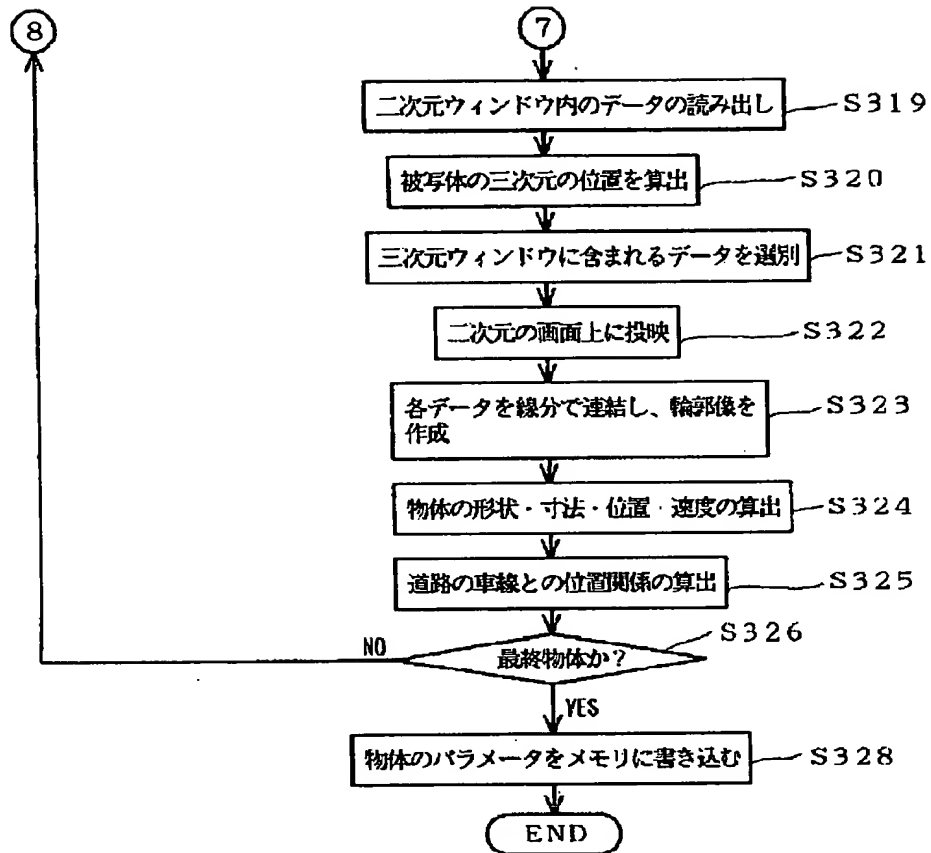 8
7
二次元ウィンドウ内のデータの読み出し S319
被写体の三次元の位置を算出 S320
三次元ウィンドウに含まれるデータを選別 S321
二次元の画面上に投映 S322
各データを線分で連結し、輪郭像を S323
作成
物体の形状・寸法・位置・速度の算出 S324
道路の車線との位置関係の算出 S325
S326
NO
最終物体か?
YES
物体のパラメータをメモリに書き込む S328
END